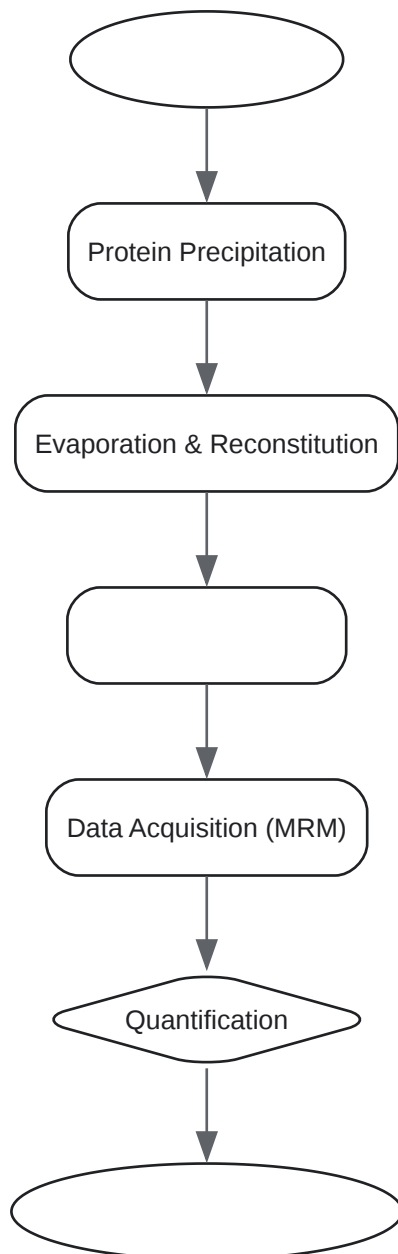 Protein Precipitation
Evaporation & Reconstitution
Data Acquisition (MRM)
Quantification